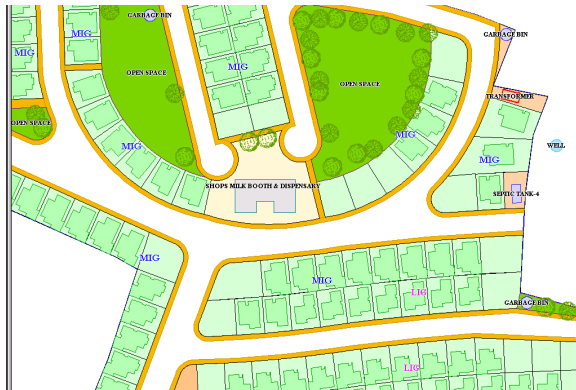 GARBAGE BIN
MIG
GARBAGE BIN
MIG
MIG
OPEN SPACE
OPEN SPACE
TRANSFORMER
OPEN SPACE
MIG
MIG
WELL
MIG
SHOPS MILK BOOTH & DISPENSARY
SEPTIC TANK-4
MIG
MIG
LIG
GARBAGE BIN
LIG